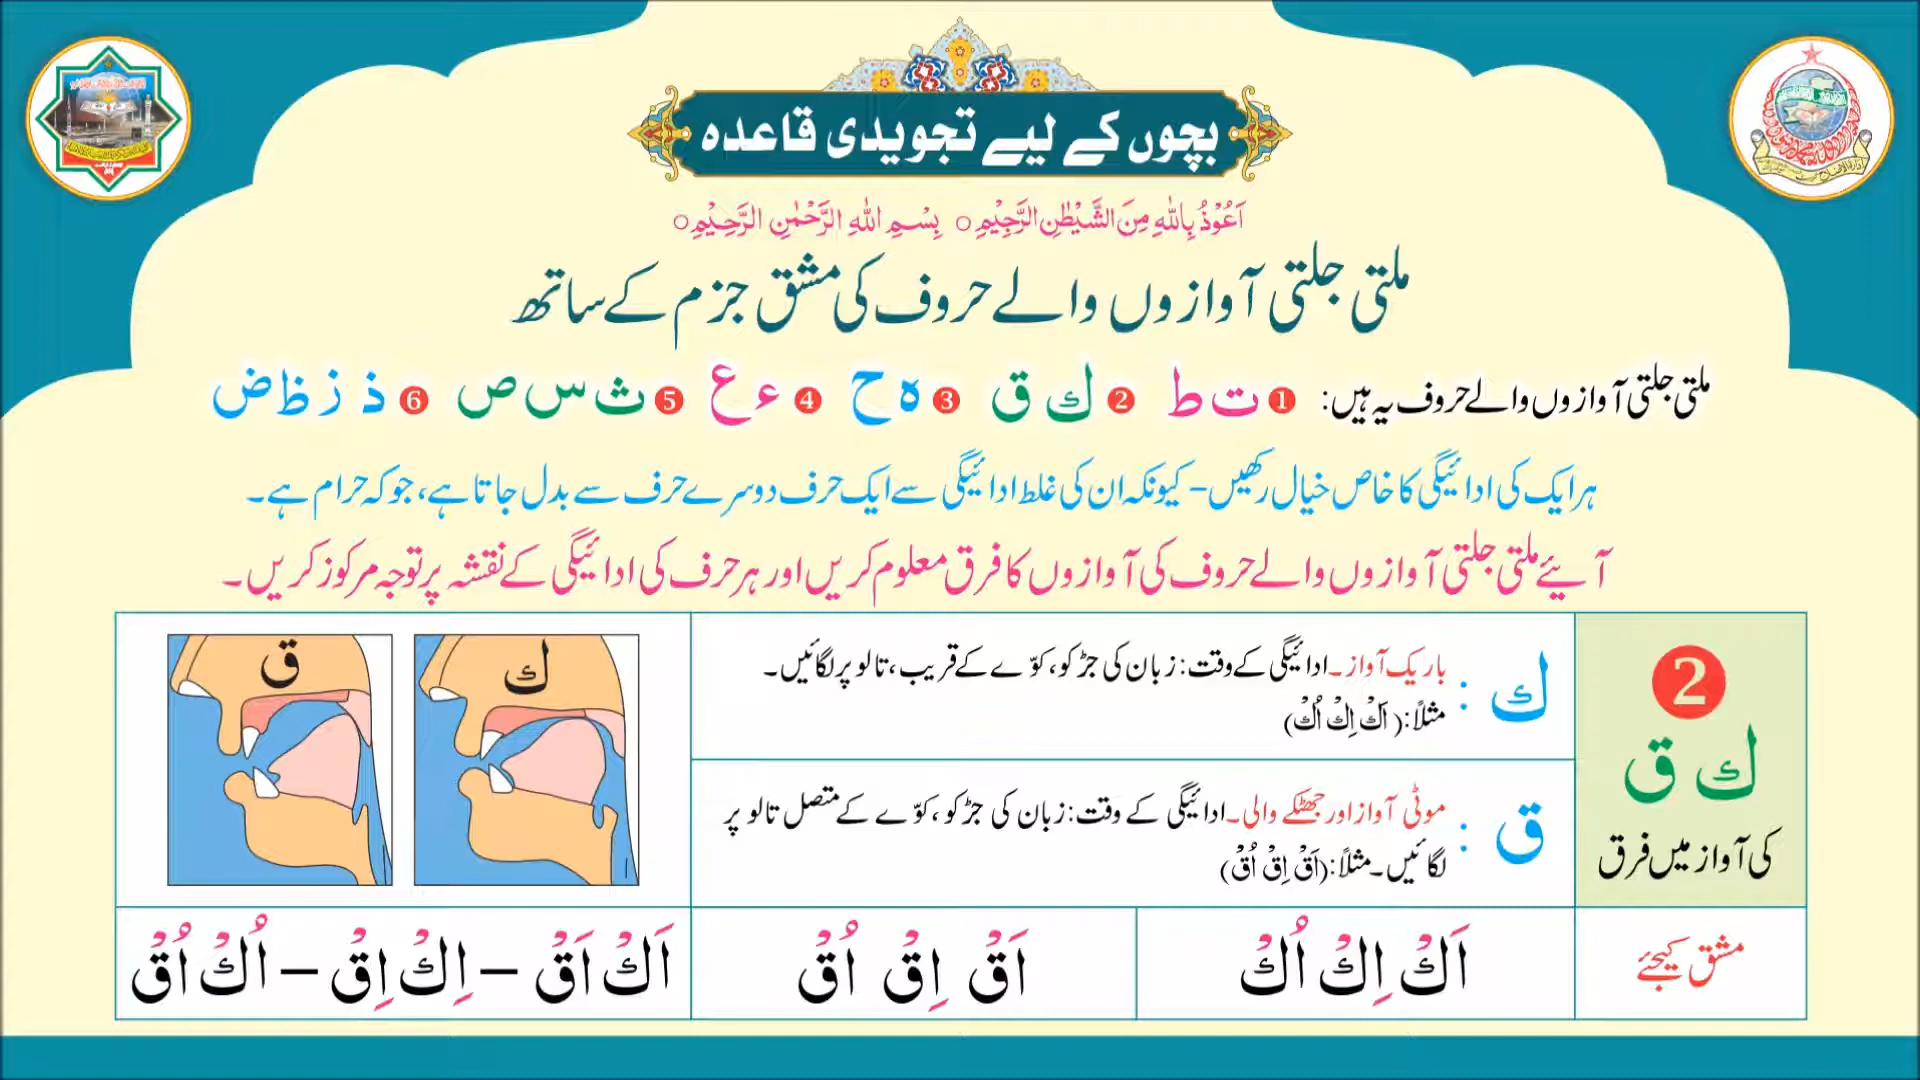 بچوں کے لیے تجویدی قاعدہ
اَعُوْذُ بِاللّٰهِ مِنَ الشَّيْطٰنِ الرَّجِيْمِ ○ بِسْمِ اللّٰهِ الرَّحْمٰنِ الرَّحِيْمِ ○
ملتی جلتی آوازوں والے حروف کی مشق جزم کے ساتھ
ملتی جلتی آوازوں والے حروف یہ ہیں: 1 ت ط 2 ك ق 3 ہ ح 4 ء ع 5 ث س ص 6 ذ ز ظ ض
ہر ایک کی ادائیگی کا خاص خیال رکھیں - کیونکہ ان کی غلط ادائیگی سے ایک حرف دوسرے حرف سے بدل جاتا ہے، جو کہ حرام ہے۔
آیئے ملتی جلتی آوازوں والے حروف کی آوازوں کا فرق معلوم کریں اور ہر حرف کی ادائیگی کے نقشہ پر توجہ مرکوز کریں۔
2
ك ق
کی آواز میں فرق
ك : باریک آواز۔ ادائیگی کے وقت: زبان کی جڑ کو، کوّے کے قریب، تالو پر لگائیں۔
مثلاً: (اَكْ اِكْ اُكْ)
ق : موٹی آواز اور جھٹکے والی۔ ادائیگی کے وقت: زبان کی جڑ کو، کوّے کے متصل تالو پر
لگائیں۔ مثلاً: (اَقْ اِقْ اُقْ)
ك
ق
مشق کیجئے
اَكْ اِكْ اُكْ
اَقْ اِقْ اُقْ
اَكْ اَقْ – اِكْ اِقْ – اُكْ اُقْ